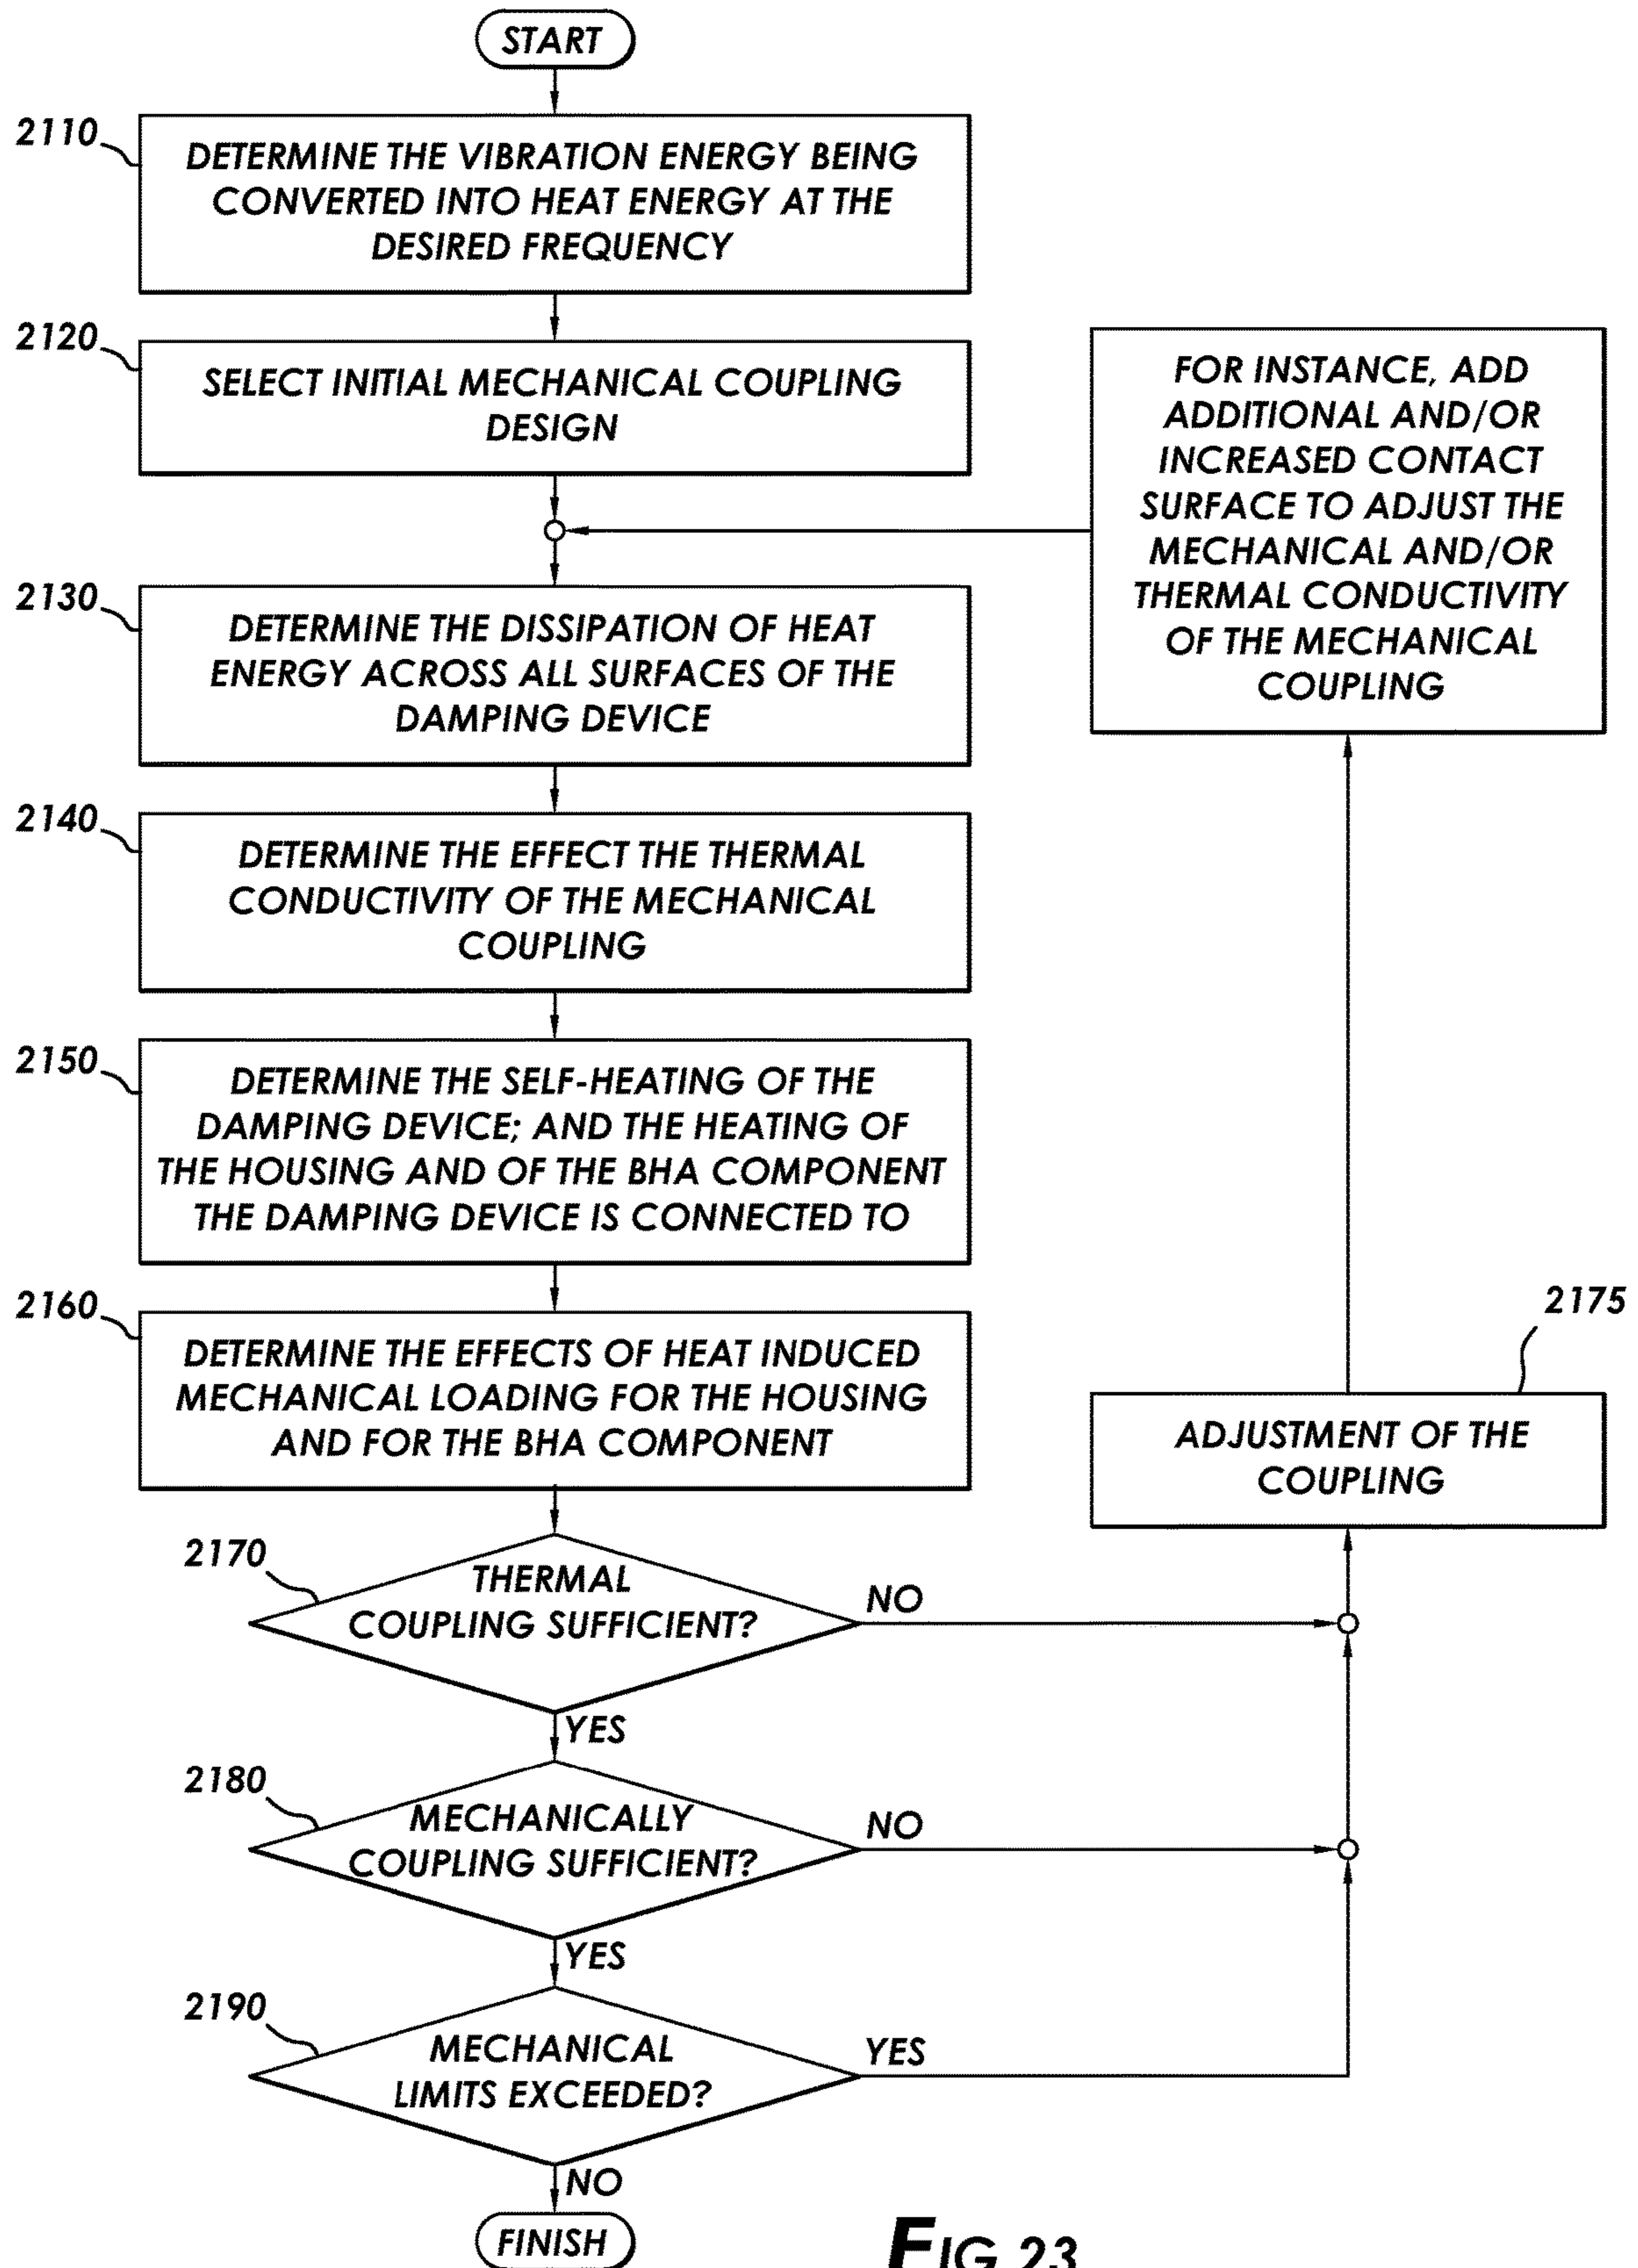 START
2110
DETERMINE THE VIBRATION ENERGY BEING
CONVERTED INTO HEAT ENERGY AT THE
DESIRED FREQUENCY
2120
SELECT INITIAL MECHANICAL COUPLING
DESIGN
FOR INSTANCE, ADD
ADDITIONAL AND/OR
INCREASED CONTACT
SURFACE TO ADJUST THE
MECHANICAL AND/OR
THERMAL CONDUCTIVITY
OF THE MECHANICAL
COUPLING
2130
DETERMINE THE DISSIPATION OF HEAT
ENERGY ACROSS ALL SURFACES OF THE
DAMPING DEVICE
2140
DETERMINE THE EFFECT THE THERMAL
CONDUCTIVITY OF THE MECHANICAL
COUPLING
2150
DETERMINE THE SELF-HEATING OF THE
DAMPING DEVICE; AND THE HEATING OF
THE HOUSING AND OF THE BHA COMPONENT
THE DAMPING DEVICE IS CONNECTED TO
2160
DETERMINE THE EFFECTS OF HEAT INDUCED
MECHANICAL LOADING FOR THE HOUSING
AND FOR THE BHA COMPONENT
2175
ADJUSTMENT OF THE
COUPLING
2170
THERMAL
COUPLING SUFFICIENT?
NO
YES
2180
MECHANICALLY
COUPLING SUFFICIENT?
NO
YES
2190
MECHANICAL
LIMITS EXCEEDED?
YES
NO
FINISH
FIG.23